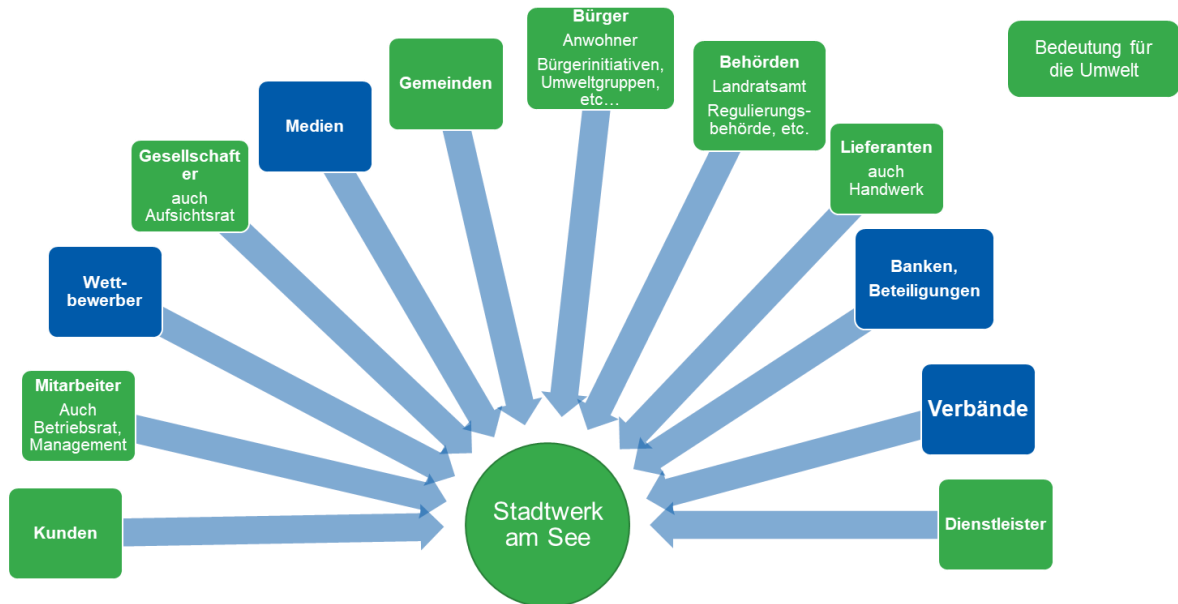 Bürger
Anwohner
Bürgerinitiativen,
Umweltgruppen,
etc…
Bedeutung für
die Umwelt
Behörden
Landratsamt
Regulierungs-
behörde, etc.
Gemeinden
Medien
Lieferanten
auch
Handwerk
Gesellschaft
er
auch
Aufsichtsrat
Banken,
Beteiligungen
Wett-
bewerber
Verbände
Mitarbeiter
Auch
Betriebsrat,
Management
Kunden
Stadtwerk
am See
Dienstleister